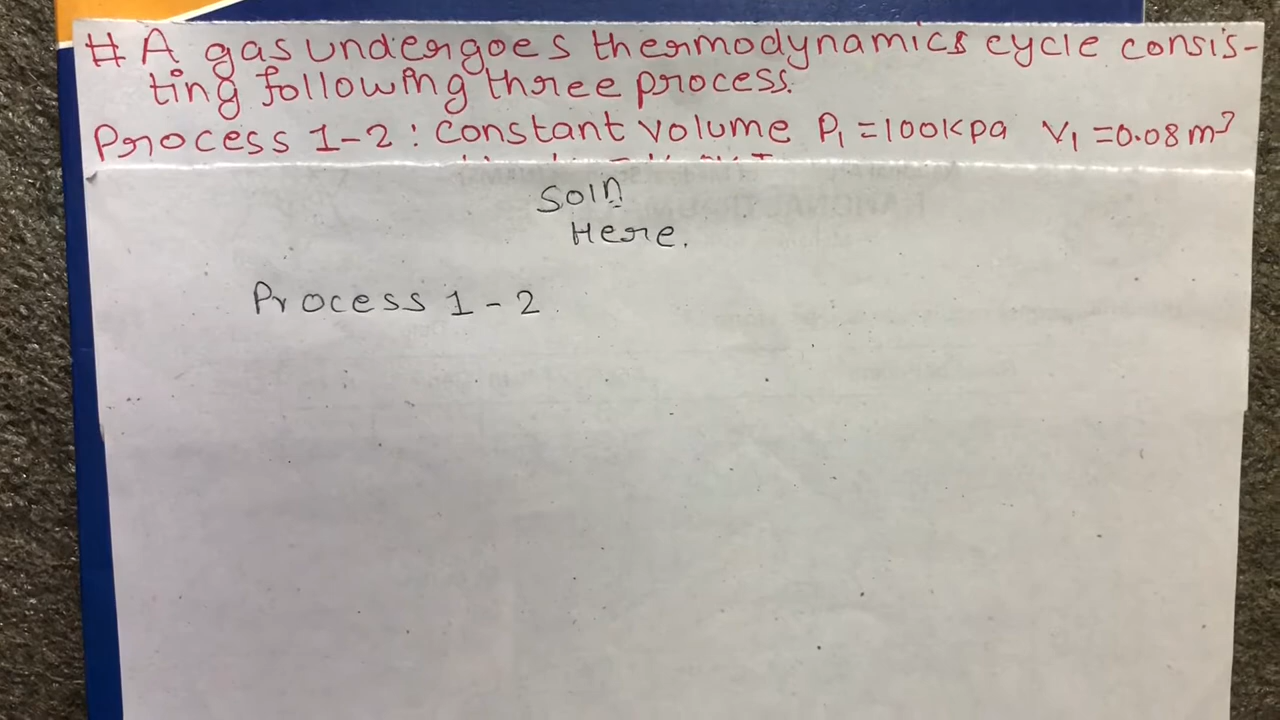 # A gas undergoes thermodynamics cycle consis-
ting following three process.
Process 1-2 : constant volume P₁ = 100kpa V₁ = 0.08 m³
Soln
Here.
Process 1 - 2